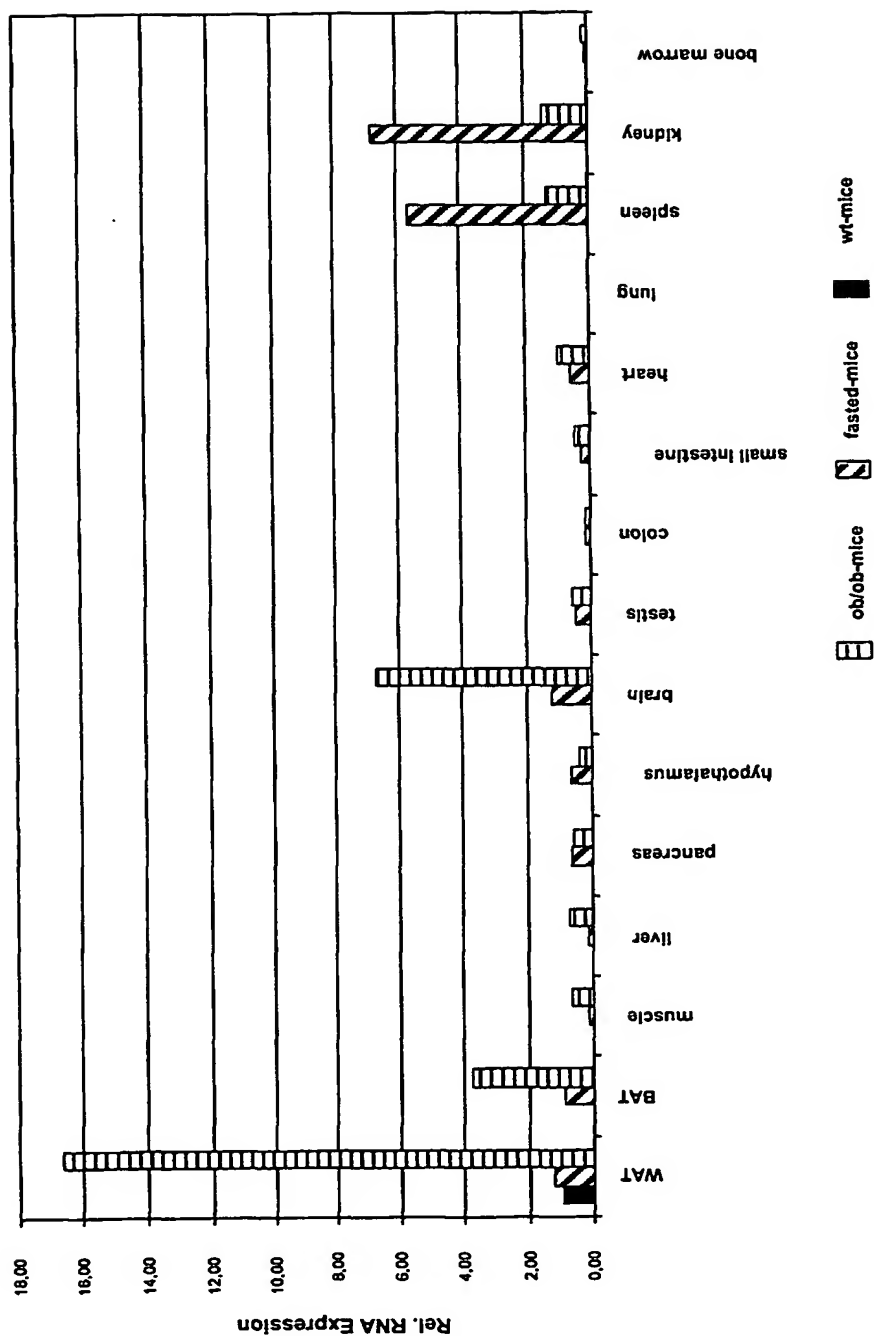 Rel. RNA Expression
18,00
16,00
14,00
12,00
10,00
8,00
6,00
4,00
2,00
0,00
WAT
BAT
muscle
liver
pancreas
hypothalamus
brain
testis
colon
small intestine
heart
lung
spleen
kidney
bone marrow
ob/ob-mice
fasted-mice
wt-mice